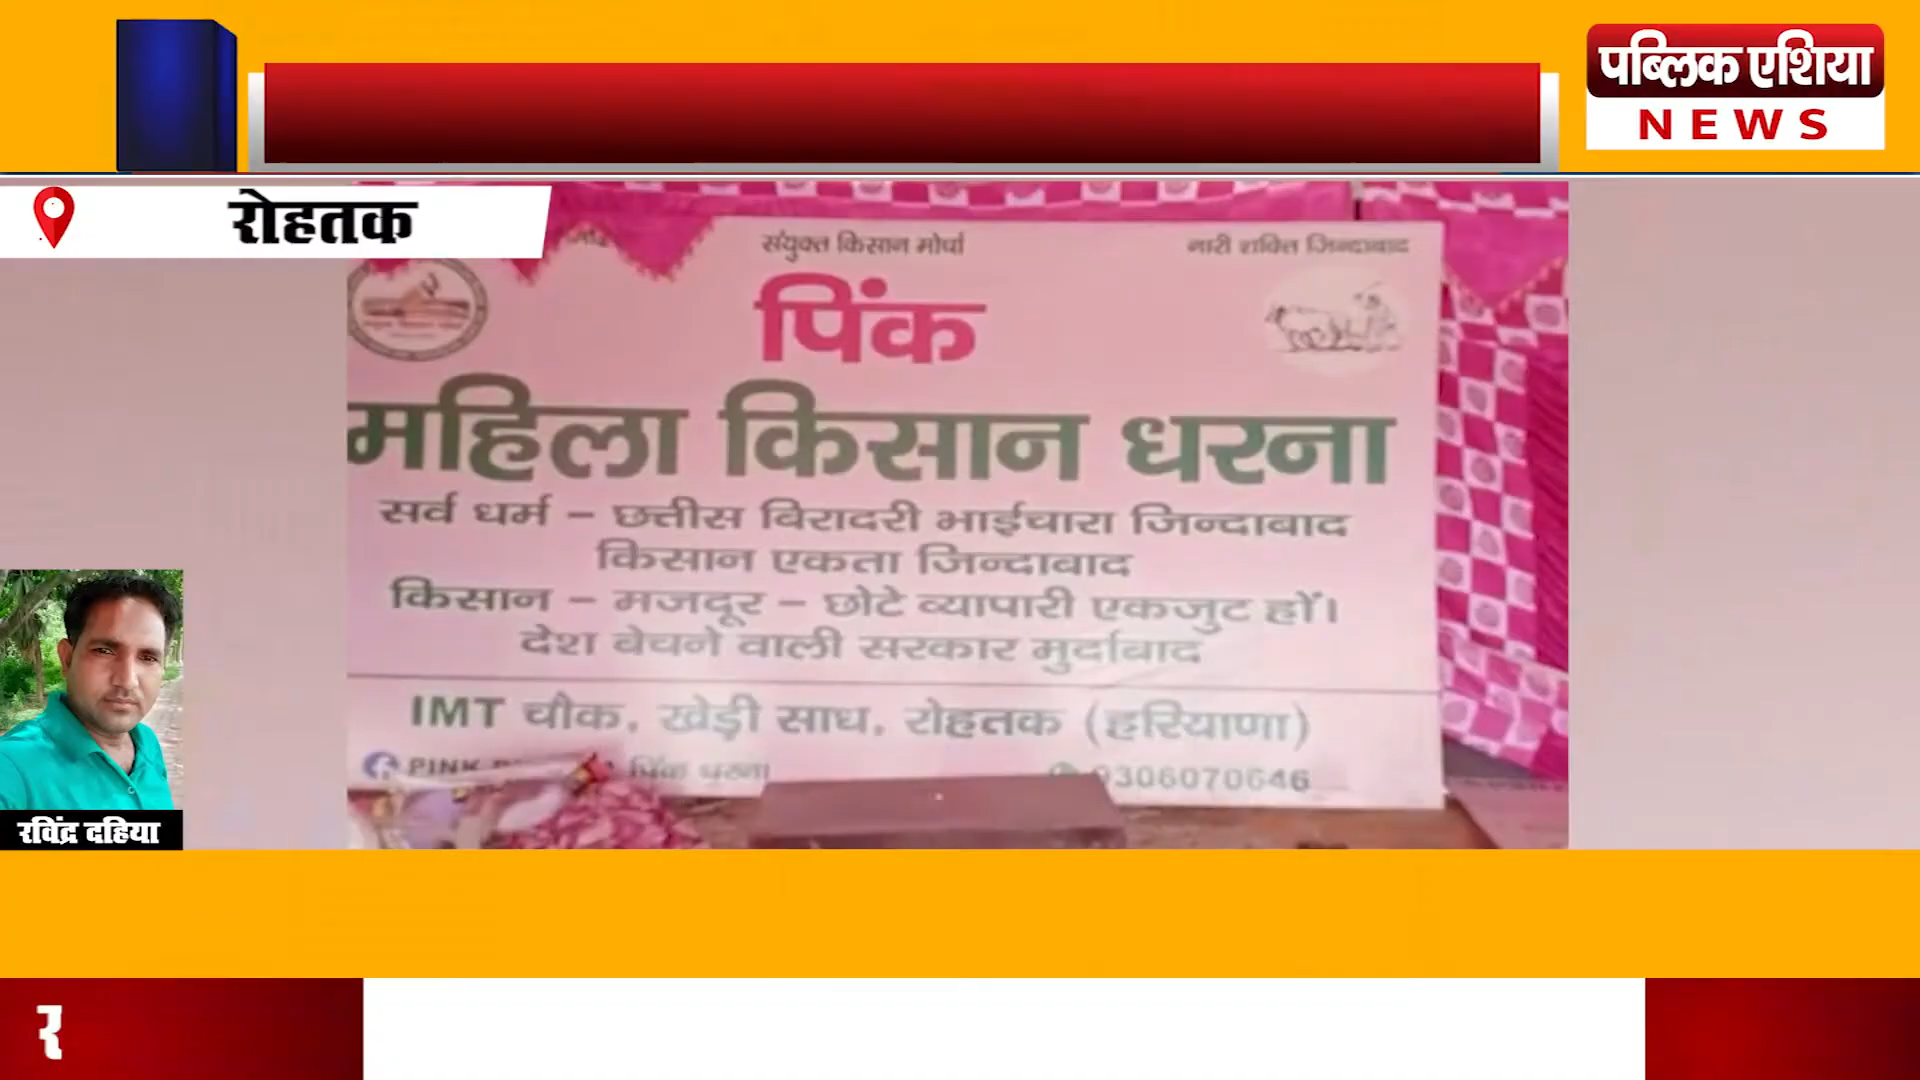 पब्लिक एशिया
NEWS
रोहतक
संयुक्त किसान मोर्चा
नारी शक्ति जिन्दाबाद
पिंक
महिला किसान धरना
सर्व धर्म – छत्तीस बिरादरी भाईचारा जिन्दाबाद
किसान एकता जिन्दाबाद
किसान – मजदूर – छोटे व्यापारी एकजुट हों।
देश बेचने वाली सरकार मुर्दाबाद
IMT चौक, खेड़ी साध, रोहतक (हरियाणा)
PINK
पिंक धरना
रविंद्र दहिया
र